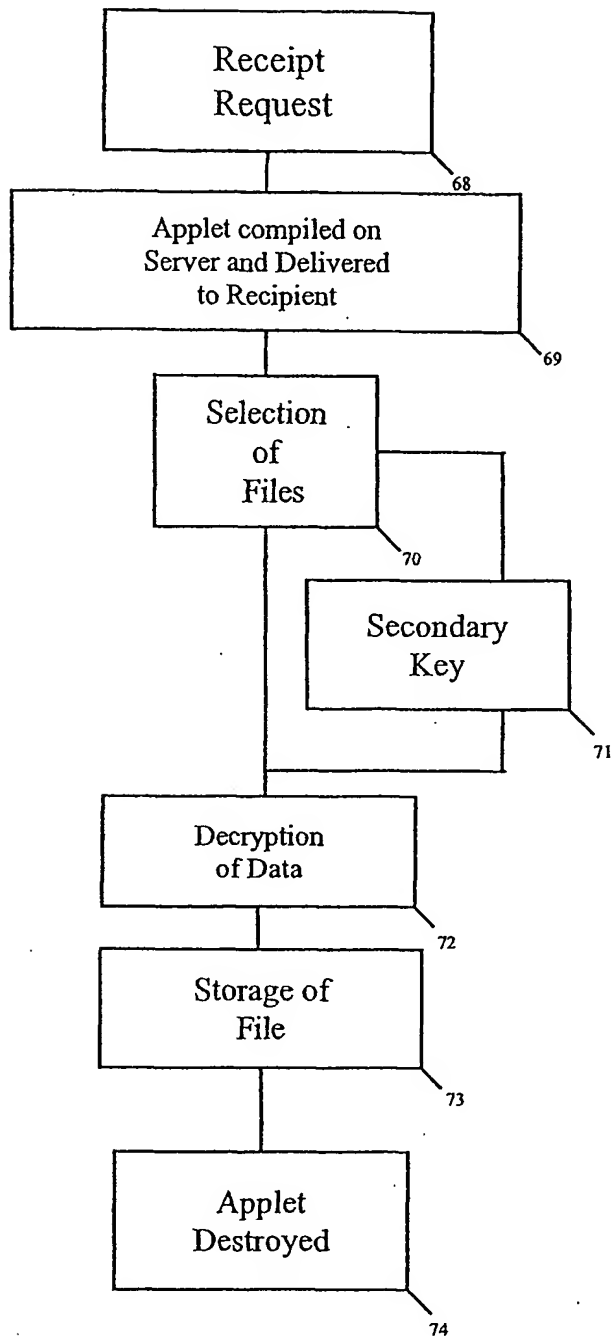 Receipt
Request
68
Applet compiled on
Server and Delivered
to Recipient
69
Selection
of
Files
70
Secondary
Key
71
Decryption
of Data
72
Storage of
File
73
Applet
Destroyed
74